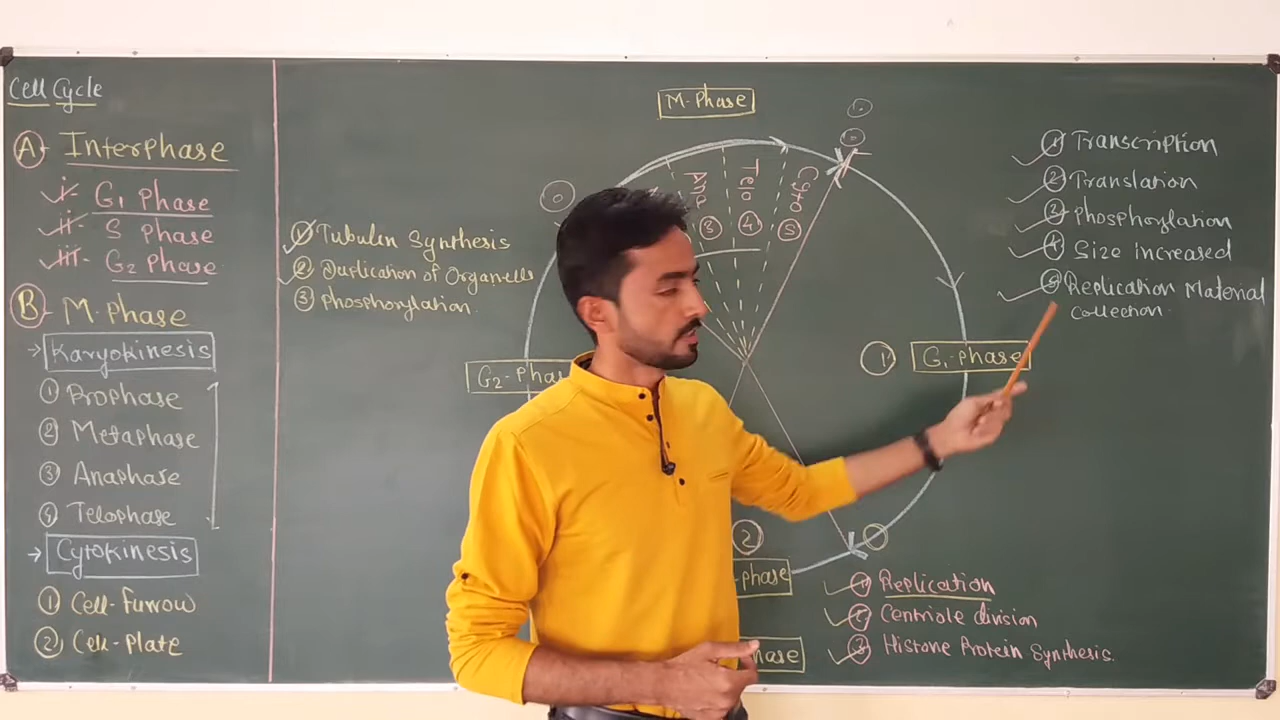 Cell Cycle
A- Interphase
i- G1 Phase
ii- S Phase
iii- G2 Phase
B- M-Phase
→ Karyokinesis
1 Prophase
2 Metaphase
3 Anaphase
4 Telophase
→ Cytokinesis
1 Cell-furrow
2 Cell-Plate
M-Phase
Ana
3
Telo
4
Cyto
5
1 Tubulin Synthesis
2 Duplication of Organells
3 Phosphorylation
G2-Pha
1 G1-Phase
2
-Phase
hase
1 Transcription
2 Translation
3 Phosphorylation
4 Size increased
5 Replication Material
Collection
1 Replication
2 Centriole division
3 Histone Protein Synthesis.